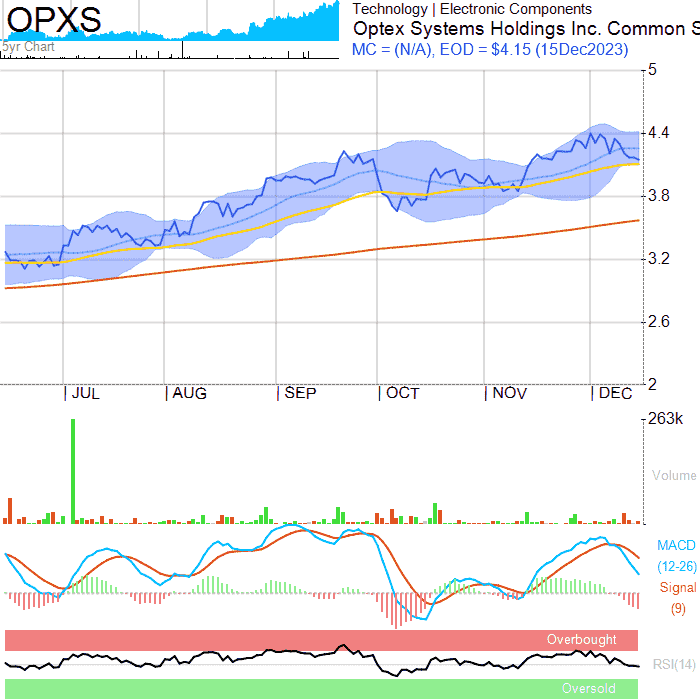 OPXS
5yr Chart
Technology | Electronic Components
Optex Systems Holdings Inc. Common S
MC = (N/A), EOD = $4.15 (15Dec2023)
5
4.4
3.8
3.2
2.6
2
JUL AUG SEP OCT NOV DEC
263k
Volume
MACD
(12-26)
Signal
(9)
Overbought
RSI(14)
Oversold